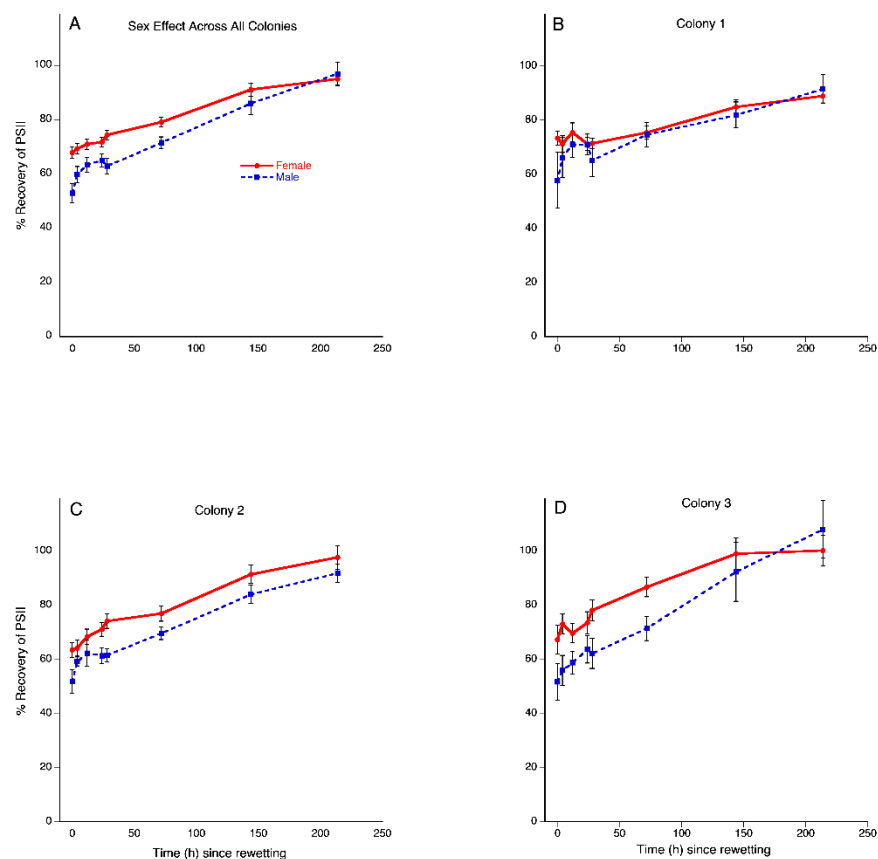 A
Sex Effect Across All Colonies
100
80
60
40
20
0
% Recovery of PSII
Female
Male
0 50 100 150 200 250
B
Colony 1
100
80
60
40
20
0
0 50 100 150 200 250
C
Colony 2
100
80
60
40
20
0
% Recovery of PSII
0 50 100 150 200 250
Time (h) since rewetting
D
Colony 3
100
80
60
40
20
0
0 50 100 150 200 250
Time (h) since rewetting